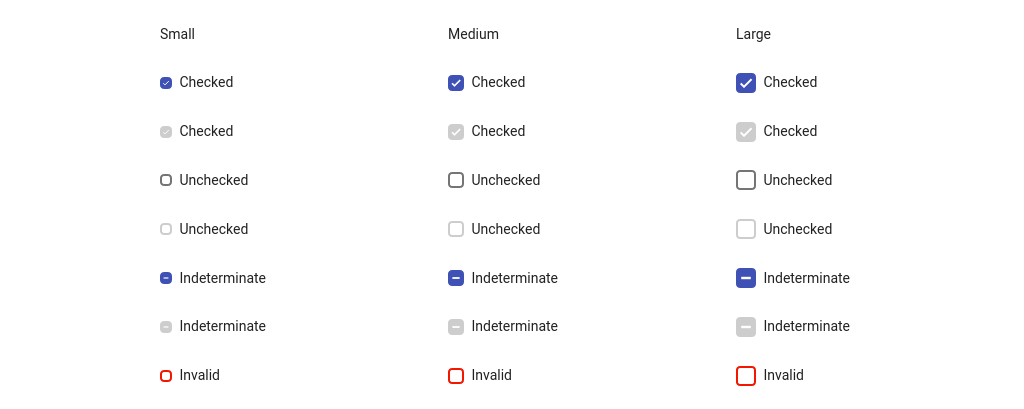 Small Medium Large
Checked Checked Checked
Checked Checked Checked
Unchecked Unchecked Unchecked
Unchecked Unchecked Unchecked
Indeterminate Indeterminate Indeterminate
Indeterminate Indeterminate Indeterminate
Invalid Invalid Invalid